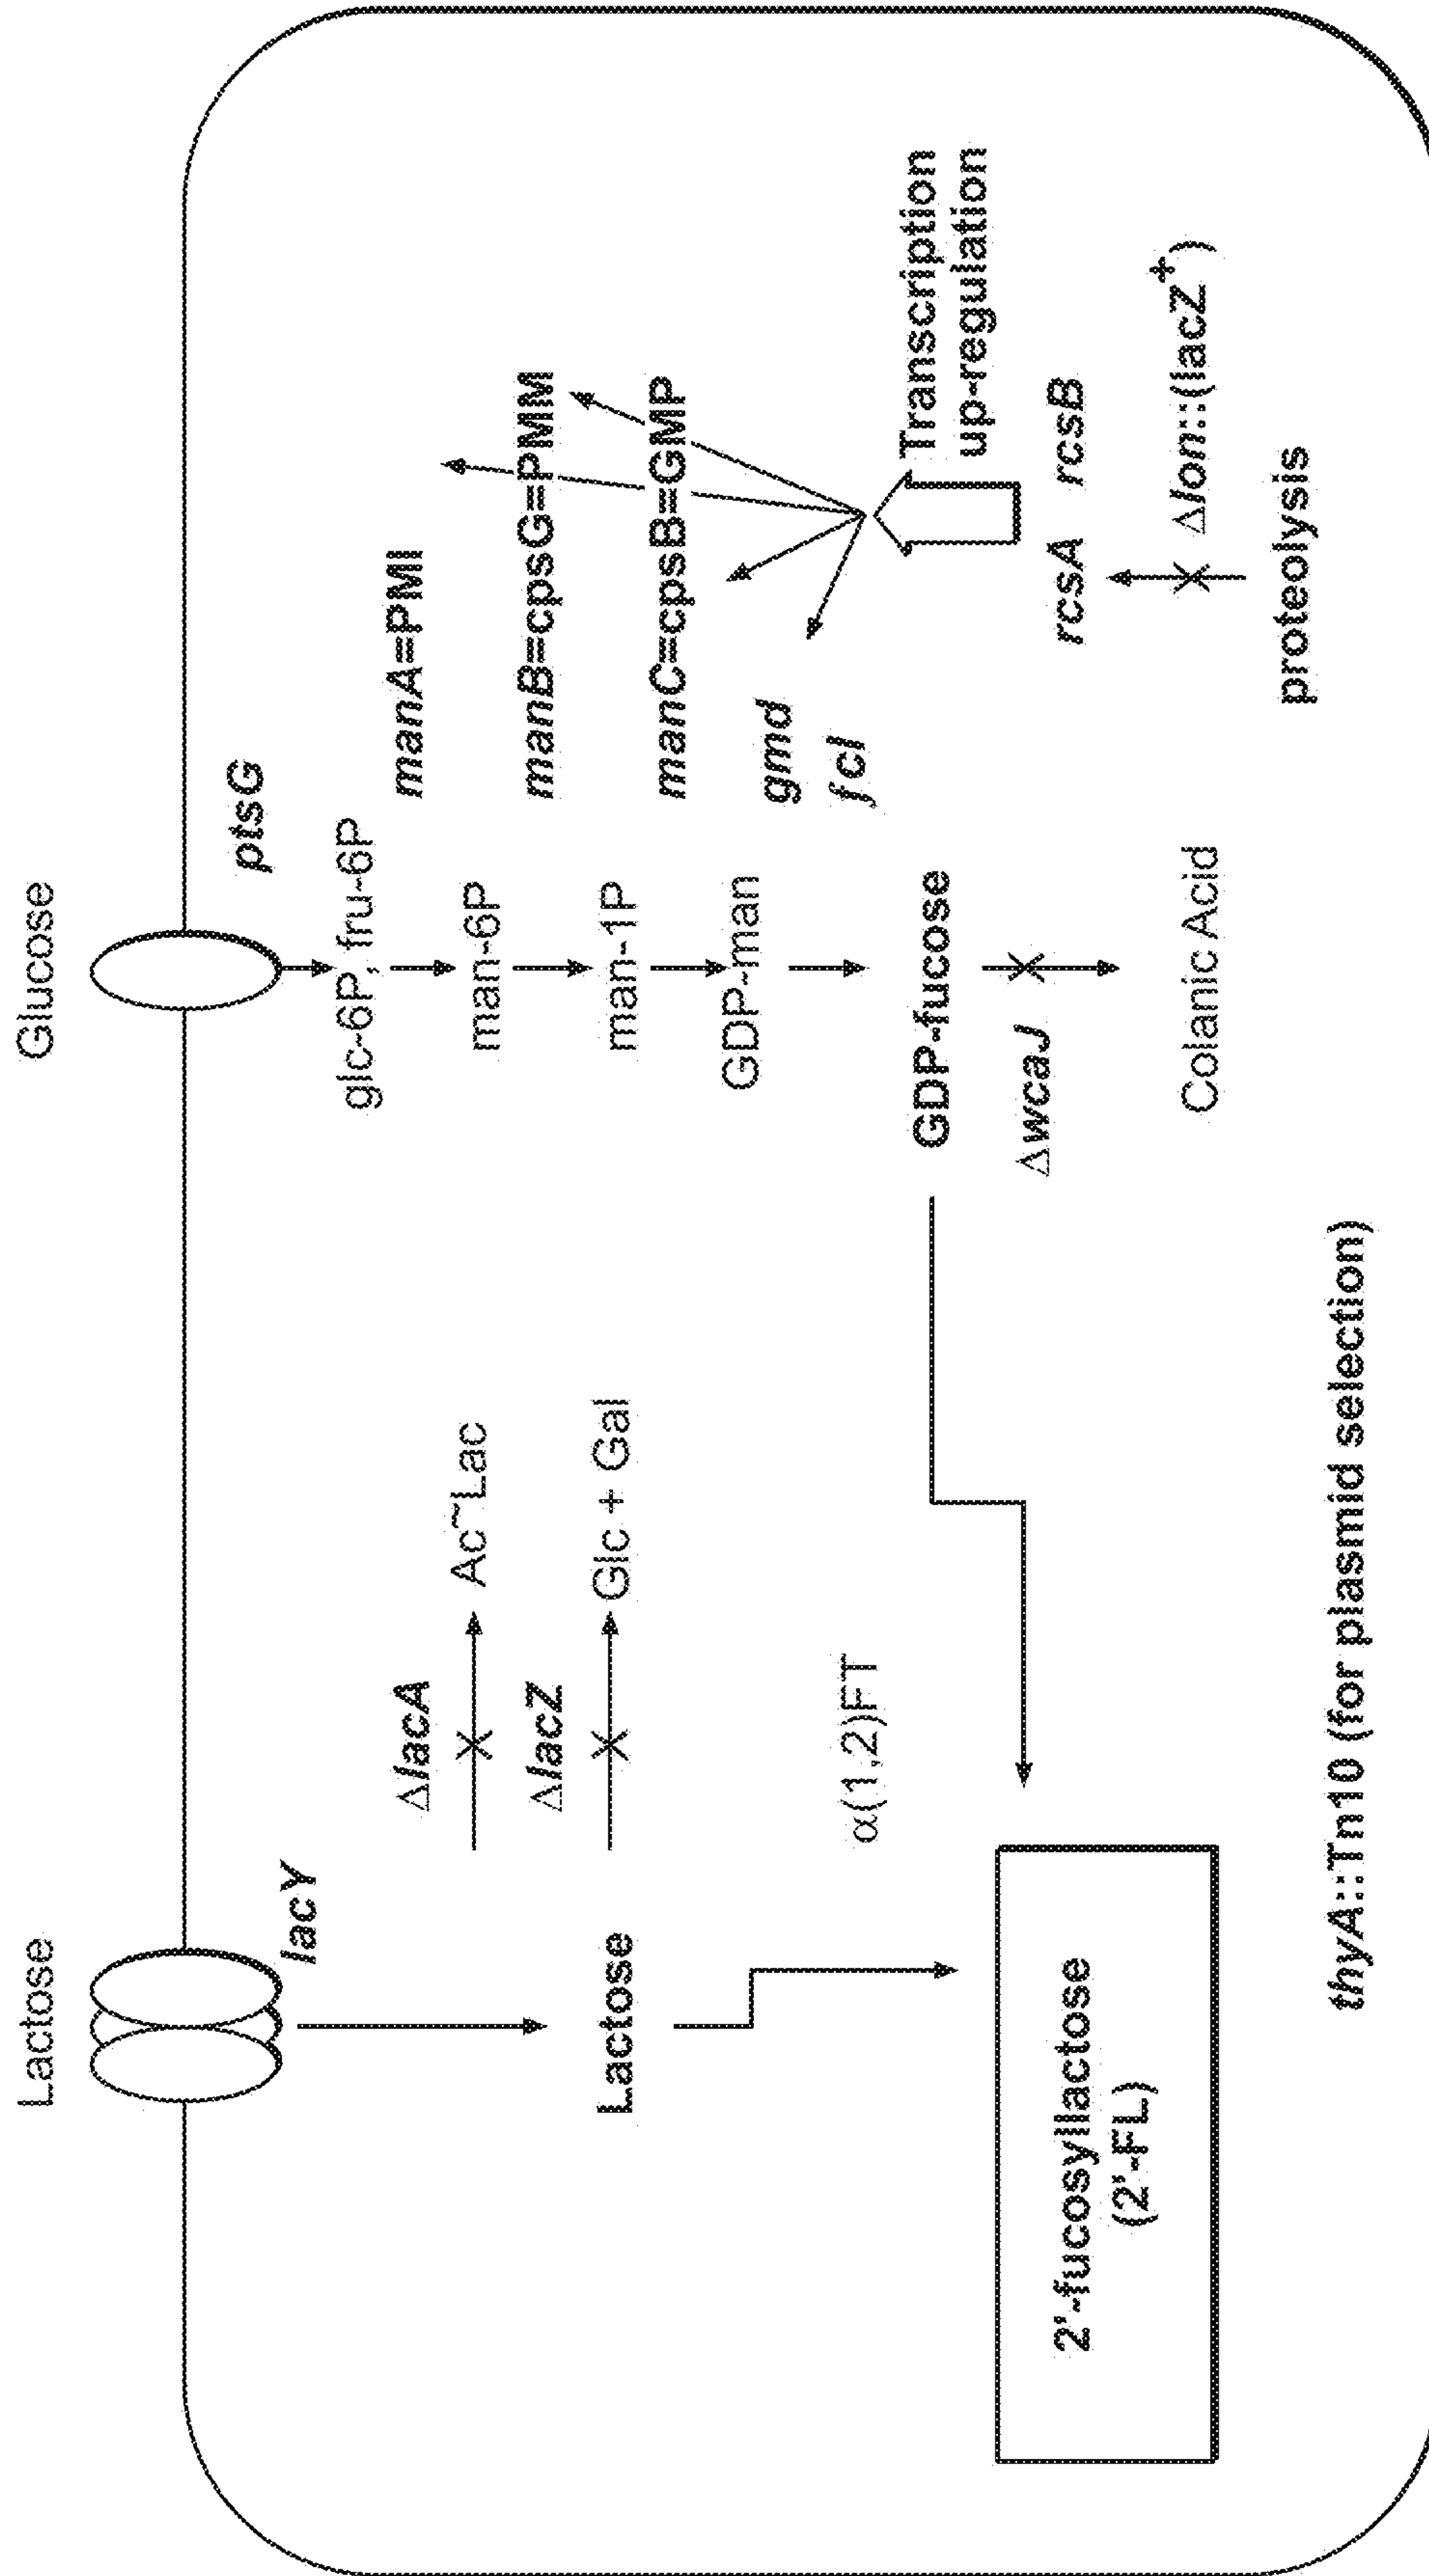 Lactose
Glucose
lacY
ptsG
glc-6P, fru-6P
ΔlacA
Ac~Lac
manA=PMI
man-6P
ΔlacZ
Lactose
Glc + Gal
manB=cpsG=PMM
man-1P
manC=cpsB=GMP
GDP-man
gmd
fcl
α(1,2)FT
GDP-fucose
Transcription
up-regulation
ΔwcaJ
rcsA rcsB
2'-fucosyllactose
(2'-FL)
Colanic Acid
Δlon::(lacZ⁺)
proteolysis
thyA::Tn10 (for plasmid selection)